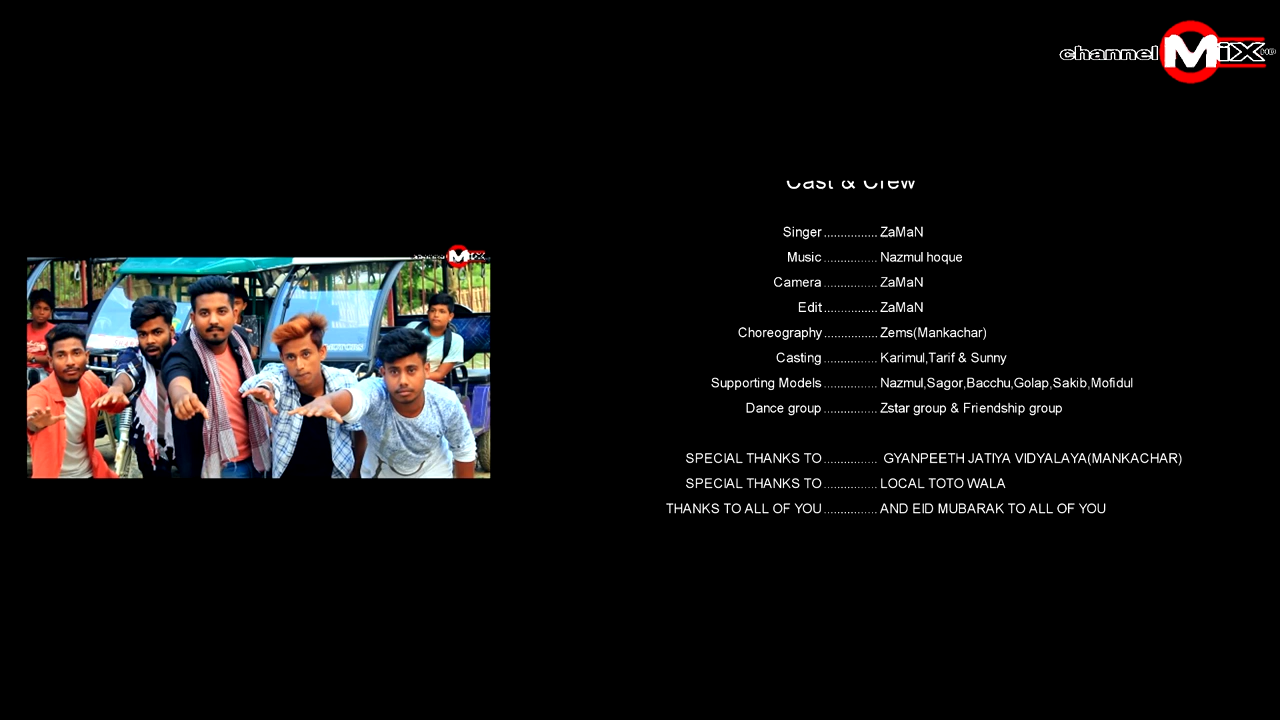 channel MiX HD
Cast & Crew
Singer ................ ZaMaN
Music ................ Nazmul hoque
Camera ................ ZaMaN
Edit ................ ZaMaN
Choreography ................ Zems(Mankachar)
Casting ................ Karimul,Tarif & Sunny
Supporting Models ................ Nazmul,Sagor,Bacchu,Golap,Sakib,Mofidul
Dance group ................ Zstar group & Friendship group
SPECIAL THANKS TO ................ GYANPEETH JATIYA VIDYALAYA(MANKACHAR)
SPECIAL THANKS TO ................ LOCAL TOTO WALA
THANKS TO ALL OF YOU ................ AND EID MUBARAK TO ALL OF YOU
channel MiX